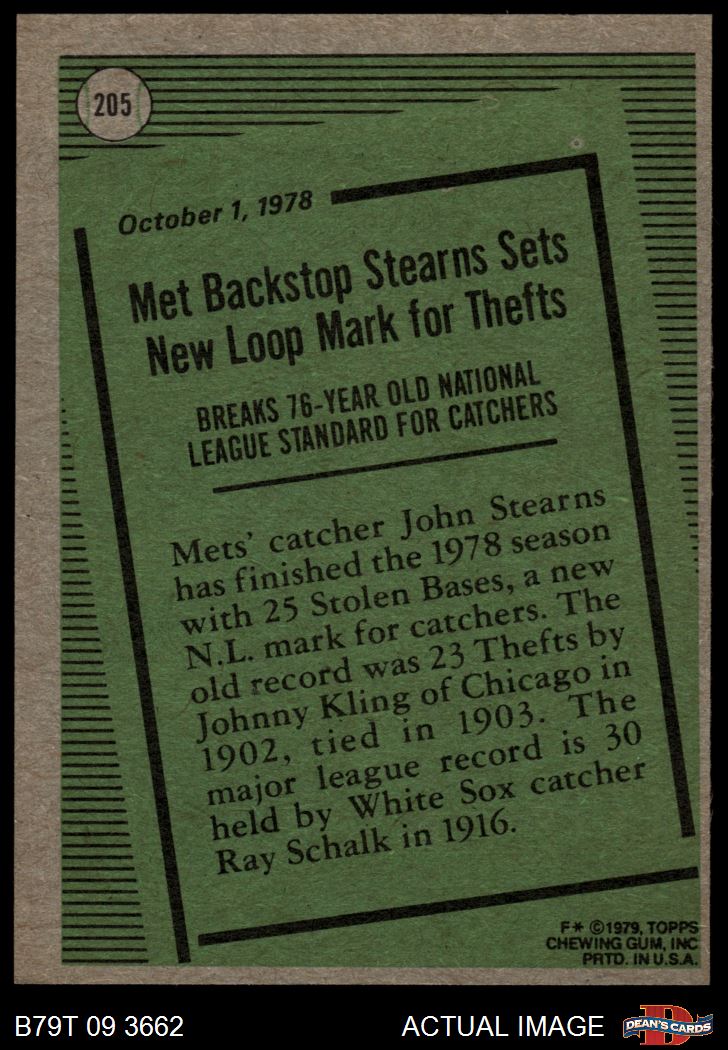 205
October 1, 1978
Met Backstop Stearns Sets
New Loop Mark for Thefts
BREAKS 76-YEAR OLD NATIONAL
LEAGUE STANDARD FOR CATCHERS
Mets' catcher John Stearns
has finished the 1978 season
with 25 Stolen Bases, a new
N.L. mark for catchers. The
old record was 23 Thefts by
Johnny Kling of Chicago in
1902, tied in 1903. The
major league record is 30
held by White Sox catcher
Ray Schalk in 1916.
F* ©1979, TOPPS
CHEWING GUM, INC
PRTD. IN U.S.A.
B79T 09 3662
ACTUAL IMAGE
D
DEAN'S CARDS